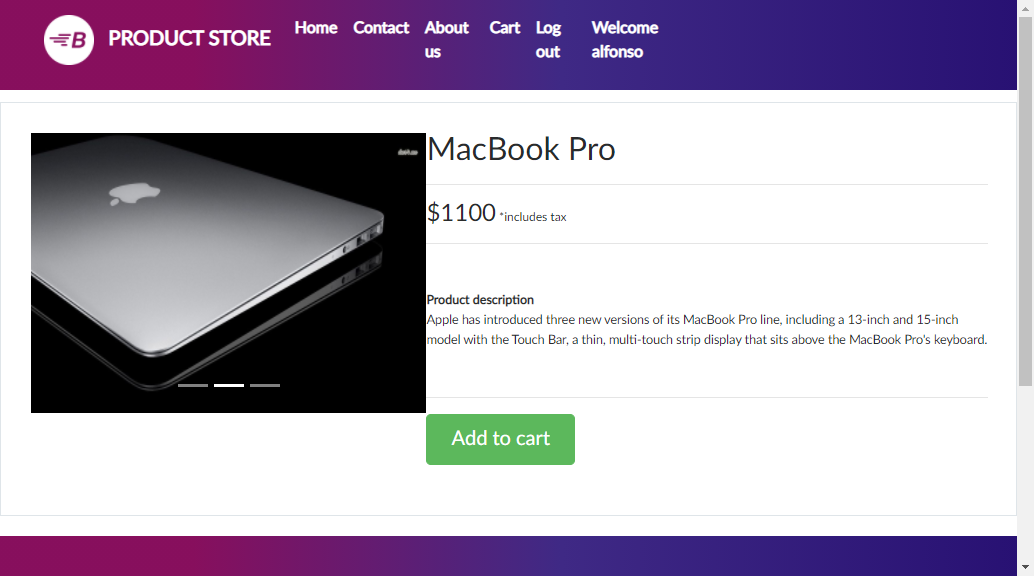 B PRODUCT STORE
Home Contact About us Cart Log out Welcome alfonso
MacBook Pro
$1100 *includes tax
Product description
Apple has introduced three new versions of its MacBook Pro line, including a 13-inch and 15-inch
model with the Touch Bar, a thin, multi-touch strip display that sits above the MacBook Pro's keyboard.
Add to cart